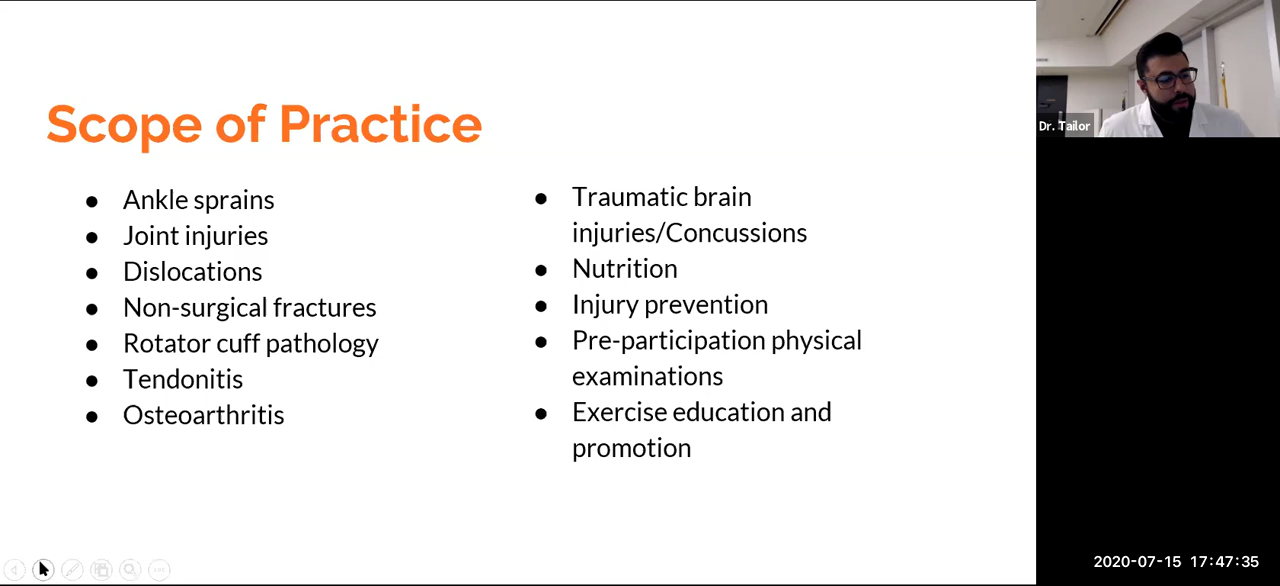 Scope of Practice
Ankle sprains
Joint injuries
Dislocations
Non-surgical fractures
Rotator cuff pathology
Tendonitis
Osteoarthritis
Traumatic brain
injuries/Concussions
Nutrition
Injury prevention
Pre-participation physical
examinations
Exercise education and
promotion
Dr. Tailor
2020-07-15 17:47:35